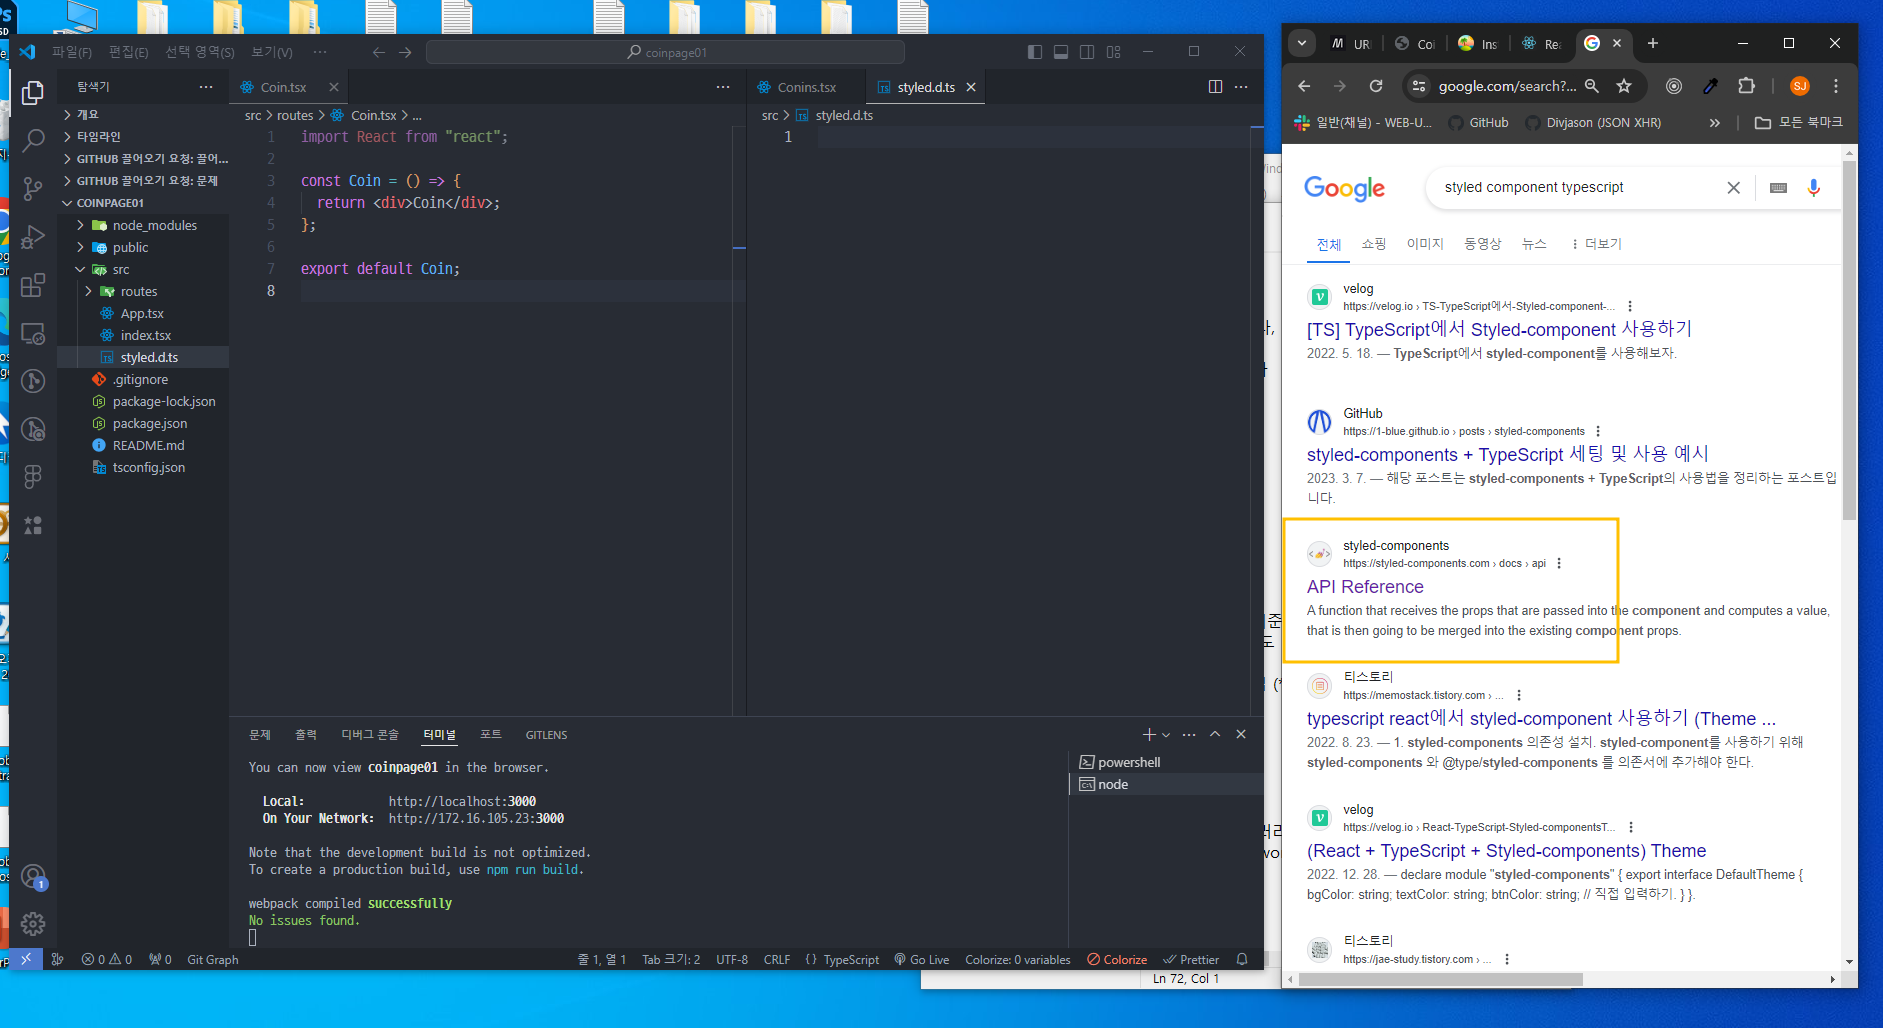 파일(F) 편집(E) 선택 영역(S) 보기(V) ···
coinpage01
탐색기
개요
타임라인
GITHUB 끌어오기 요청: 끌어...
GITHUB 끌어오기 요청: 문제
COINPAGE01
node_modules
public
src
routes
App.tsx
index.tsx
styled.d.ts
.gitignore
package-lock.json
package.json
README.md
tsconfig.json
Coin.tsx
src > routes > Coin.tsx > ...
1 import React from "react";
2
3 const Coin = () => {
4 return <div>Coin</div>;
5 };
6
7 export default Coin;
8
Conins.tsx styled.d.ts
src > styled.d.ts
1
문제 출력 디버그 콘솔 터미널 포트 GITLENS
You can now view coinpage01 in the browser.
Local: http://localhost:3000
On Your Network: http://172.16.105.23:3000
Note that the development build is not optimized.
To create a production build, use npm run build.
webpack compiled successfully
No issues found.
powershell
node
1
0 0 0 Git Graph 줄 1, 열 1 Tab 크기: 2 UTF-8 CRLF {} TypeScript Go Live Colorize: 0 variables Colorize Prettier
Ln 72, Col 1
UR Coi Ins Rea
google.com/search?...
SJ
일반(채널) - WEB-U... GitHub Divjason (JSON XHR) » 모든 북마크
Google
styled component typescript
전체 쇼핑 이미지 동영상 뉴스 더보기
velog
https://velog.io › TS-TypeScript에서-Styled-component-...
[TS] TypeScript에서 Styled-component 사용하기
2022. 5. 18. — TypeScript에서 styled-component를 사용해보자.
GitHub
https://1-blue.github.io › posts › styled-components
styled-components + TypeScript 세팅 및 사용 예시
2023. 3. 7. — 해당 포스트는 styled-components + TypeScript의 사용법을 정리하는 포스트입
니다.
styled-components
https://styled-components.com › docs › api
API Reference
A function that receives the props that are passed into the component and computes a value,
that is then going to be merged into the existing component props.
티스토리
https://memostack.tistory.com › ...
typescript react에서 styled-component 사용하기 (Theme ...
2022. 8. 23. — 1. styled-components 의존성 설치. styled-component를 사용하기 위해
styled-components 와 @type/styled-components 를 의존서에 추가해야 한다.
velog
https://velog.io › React-TypeScript-Styled-componentsT...
(React + TypeScript + Styled-components) Theme
2022. 12. 28. — declare module "styled-components" { export interface DefaultTheme {
bgColor: string; textColor: string; btnColor: string; // 직접 입력하기. } }.
티스토리
https://jae-study.tistory.com › ...